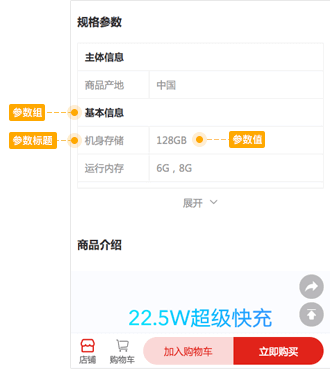 规格参数
主体信息
商品产地 中国
参数组 基本信息
参数标题 机身存储 128GB 参数值
运行内存 6G，8G
展开
商品介绍
22.5W超级快充
店铺 购物车 加入购物车 立即购买